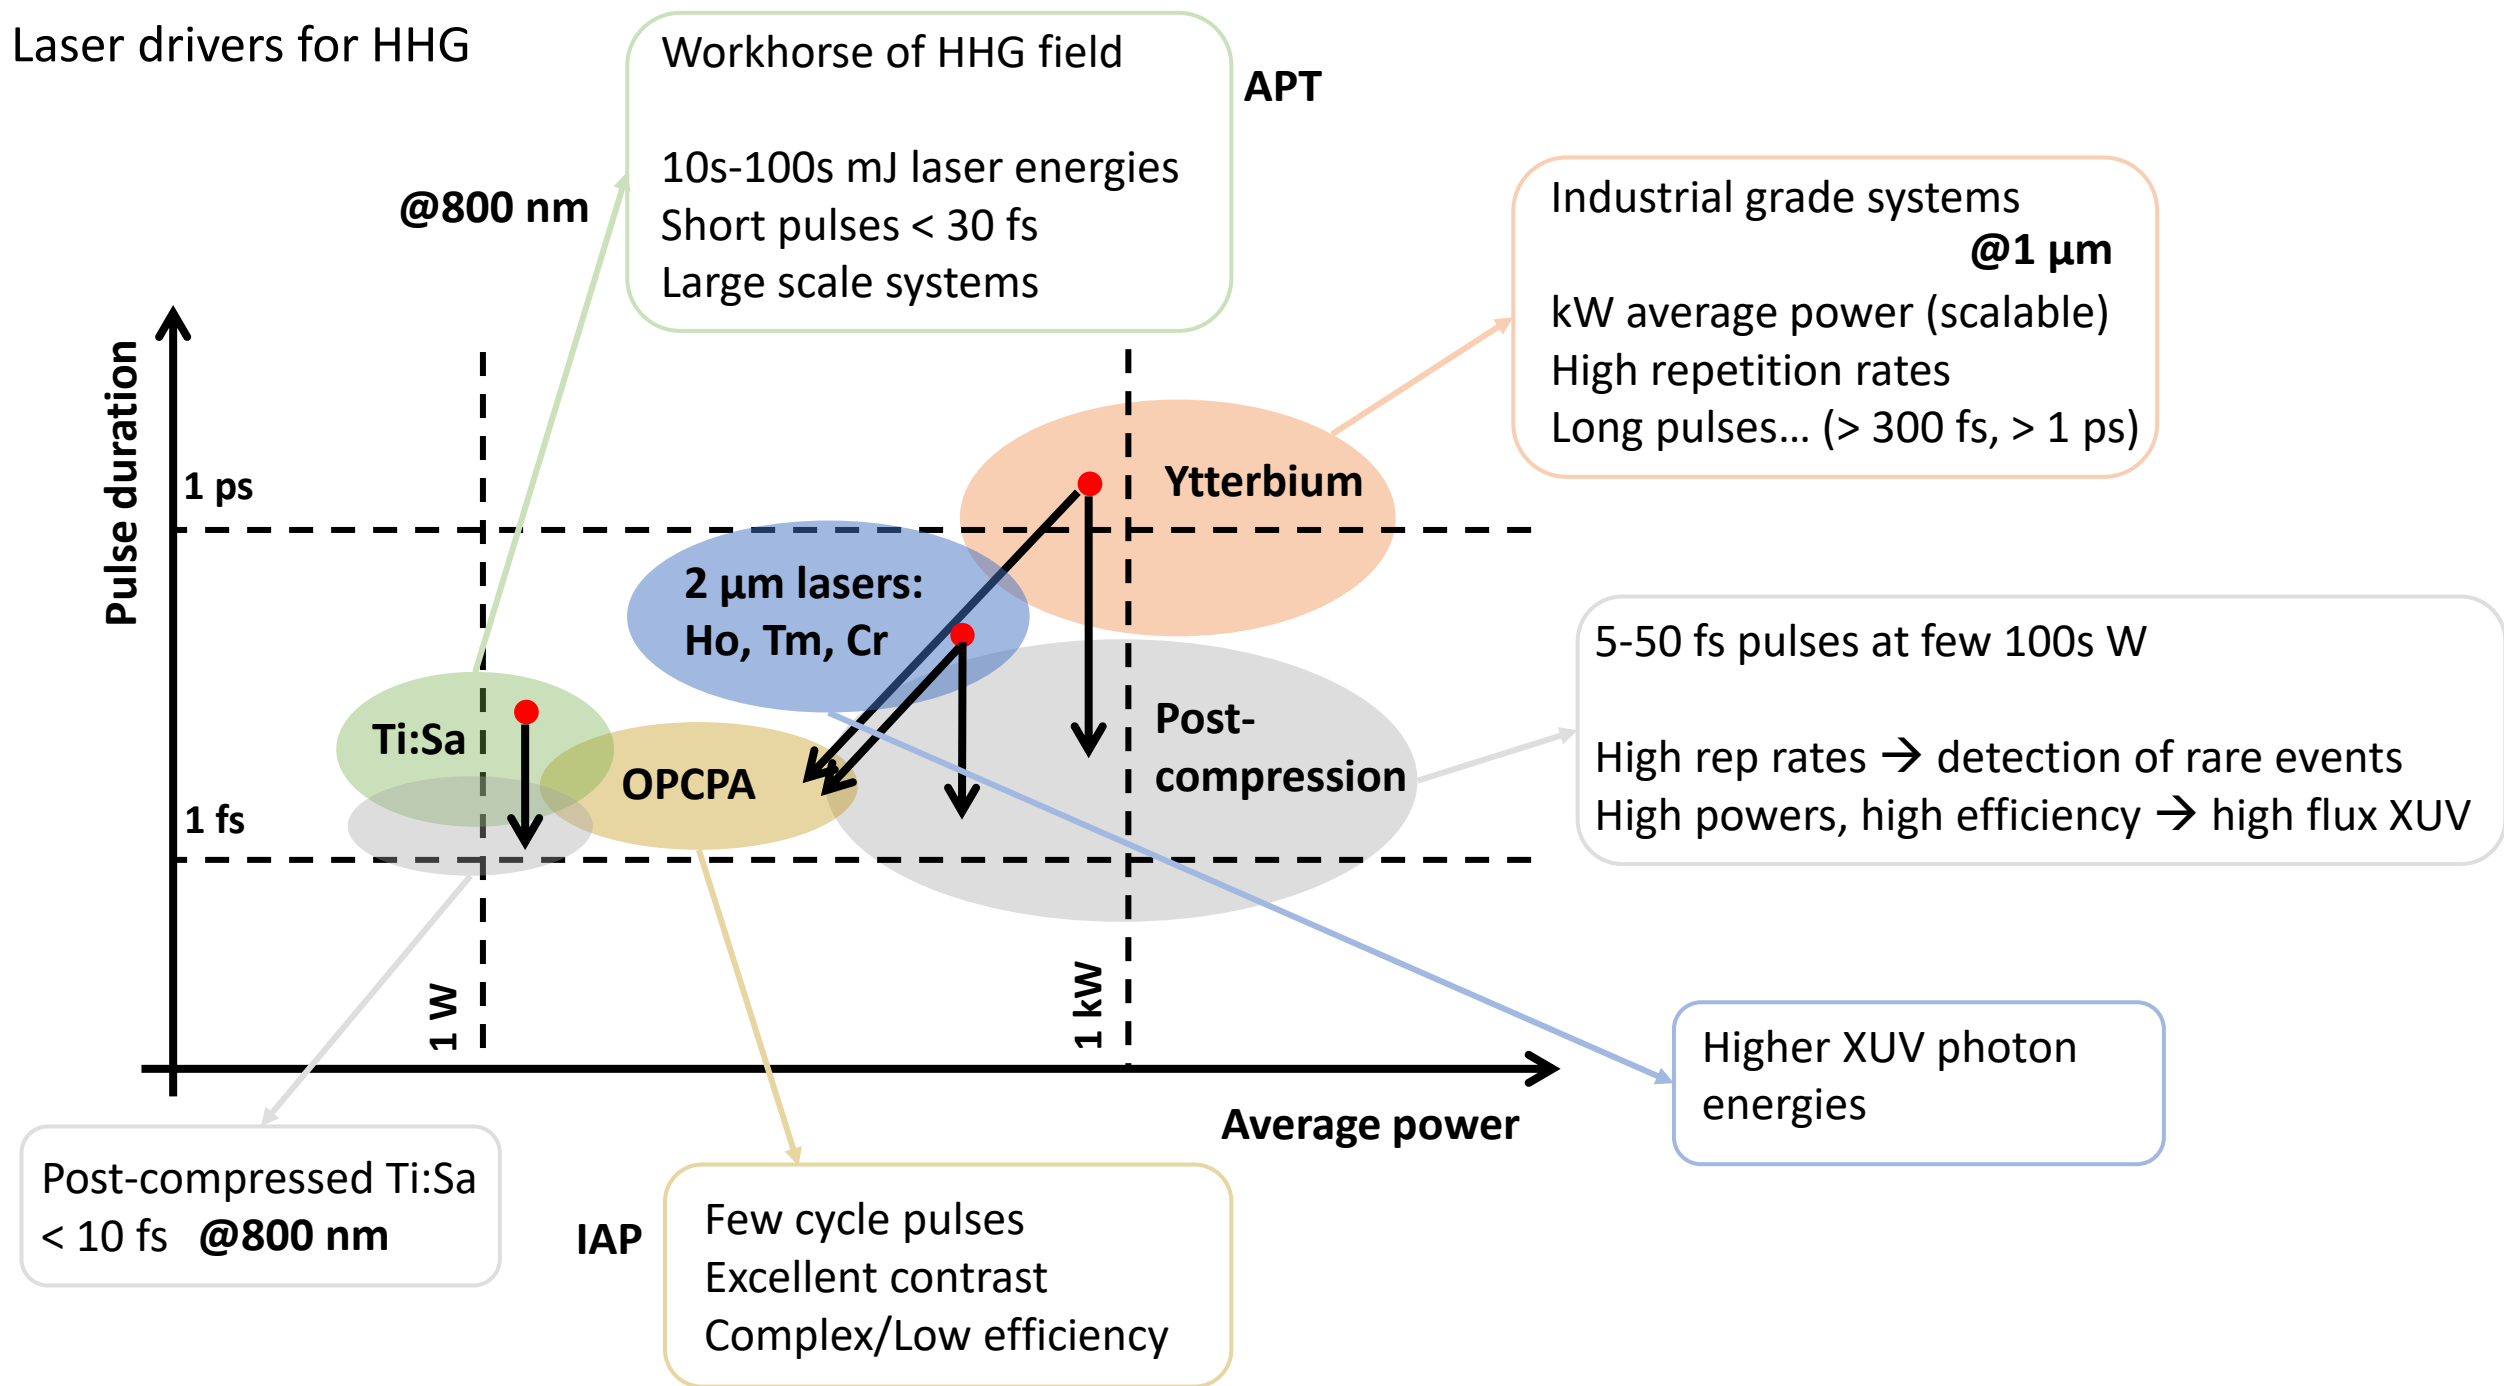 Laser drivers for HHG
Workhorse of HHG field
10s-100s mJ laser energies
Short pulses < 30 fs
Large scale systems
APT
@800 nm
Industrial grade systems
@1 µm
kW average power (scalable)
High repetition rates
Long pulses... (> 300 fs, > 1 ps)
Pulse duration
1 ps
1 fs
Ytterbium
2 µm lasers:
Ho, Tm, Cr
Ti:Sa
OPCPA
Post-
compression
5-50 fs pulses at few 100s W
High rep rates → detection of rare events
High powers, high efficiency → high flux XUV
1 W
1 kW
Average power
Higher XUV photon
energies
Post-compressed Ti:Sa
< 10 fs @800 nm
IAP
Few cycle pulses
Excellent contrast
Complex/Low efficiency